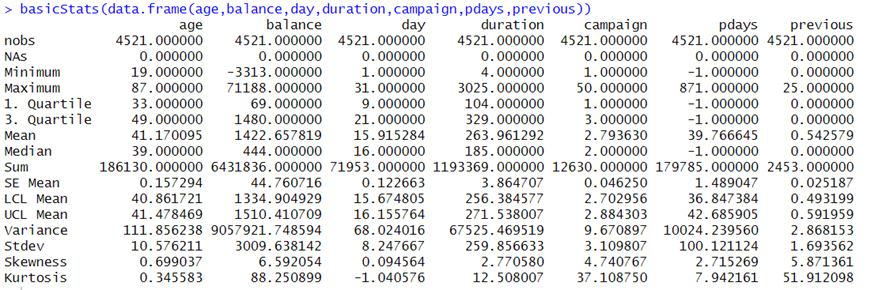 > basicStats(data.frame(age,balance,day,duration,campaign,pdays,previous))
age balance day duration campaign pdays previous
nobs 4521.000000 4521.000000 4521.000000 4521.000000 4521.000000 4521.000000 4521.000000
NAs 0.000000 0.000000 0.000000 0.000000 0.000000 0.000000 0.000000
Minimum 19.000000 -3313.000000 1.000000 4.000000 1.000000 -1.000000 0.000000
Maximum 87.000000 71188.000000 31.000000 3025.000000 50.000000 871.000000 25.000000
1. Quartile 33.000000 69.000000 9.000000 104.000000 1.000000 -1.000000 0.000000
3. Quartile 49.000000 1480.000000 21.000000 329.000000 3.000000 -1.000000 0.000000
Mean 41.170095 1422.657819 15.915284 263.961292 2.793630 39.766645 0.542579
Median 39.000000 444.000000 16.000000 185.000000 2.000000 -1.000000 0.000000
Sum 186130.000000 6431836.000000 71953.000000 1193369.000000 12630.000000 179785.000000 2453.000000
SE Mean 0.157294 44.760716 0.122663 3.864707 0.046250 1.489047 0.025187
LCL Mean 40.861721 1334.904929 15.674805 256.384577 2.702956 36.847384 0.493199
UCL Mean 41.478469 1510.410709 16.155764 271.538007 2.884303 42.685905 0.591959
Variance 111.856238 9057921.748594 68.024016 67525.469519 9.670897 10024.239560 2.868153
Stdev 10.576211 3009.638142 8.247667 259.856633 3.109807 100.121124 1.693562
Skewness 0.699037 6.592054 0.094564 2.770580 4.740767 2.715269 5.871361
Kurtosis 0.345583 88.250899 -1.040576 12.508007 37.108750 7.942161 51.912098